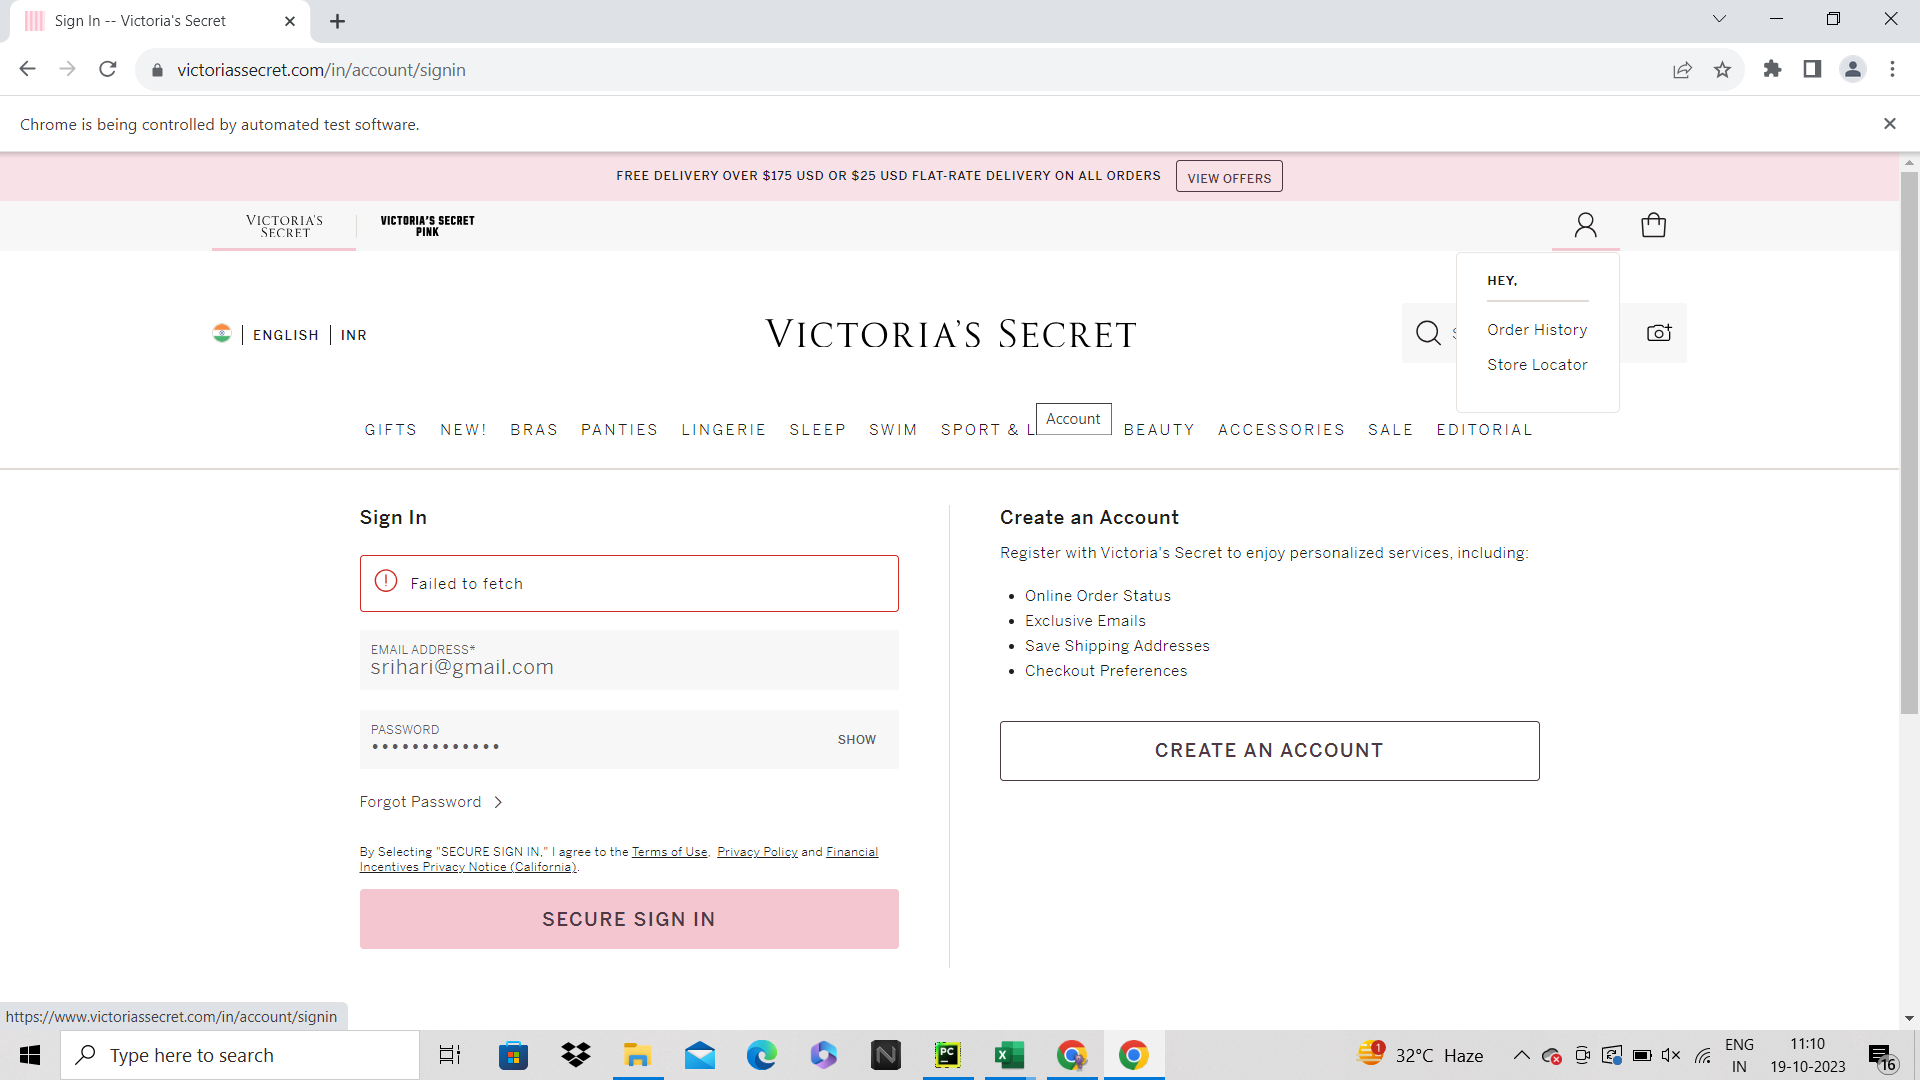 Sign In -- Victoria's Secret
victoriassecret.com/in/account/signin
Chrome is being controlled by automated test software.
FREE DELIVERY OVER $175 USD OR $25 USD FLAT-RATE DELIVERY ON ALL ORDERS
VIEW OFFERS
VICTORIA'S
SECRET
VICTORIA'S SECRET
PINK
HEY,
Order History
Store Locator
ENGLISH
INR
VICTORIA'S SECRET
GIFTS NEW! BRAS PANTIES LINGERIE SLEEP SWIM SPORT & L Account BEAUTY ACCESSORIES SALE EDITORIAL
Sign In
Failed to fetch
EMAIL ADDRESS*
srihari@gmail.com
PASSWORD
•••••••••••••
SHOW
Forgot Password
By Selecting "SECURE SIGN IN," I agree to the Terms of Use, Privacy Policy and Financial
Incentives Privacy Notice (California).
SECURE SIGN IN
Create an Account
Register with Victoria's Secret to enjoy personalized services, including:
• Online Order Status
• Exclusive Emails
• Save Shipping Addresses
• Checkout Preferences
CREATE AN ACCOUNT
https://www.victoriassecret.com/in/account/signin
Type here to search
PC
N
1
32°C Haze
ENG
IN
11:10
19-10-2023
16